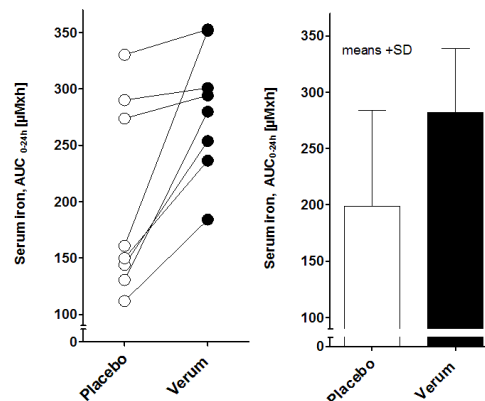 Serum iron, AUC 0-24h [µMxh]
350
300
250
200
150
100
0
Placebo
Verum
Serum iron, AUC0-24h [µMxh]
means +SD
350
300
250
200
150
100
0
Placebo
Verum